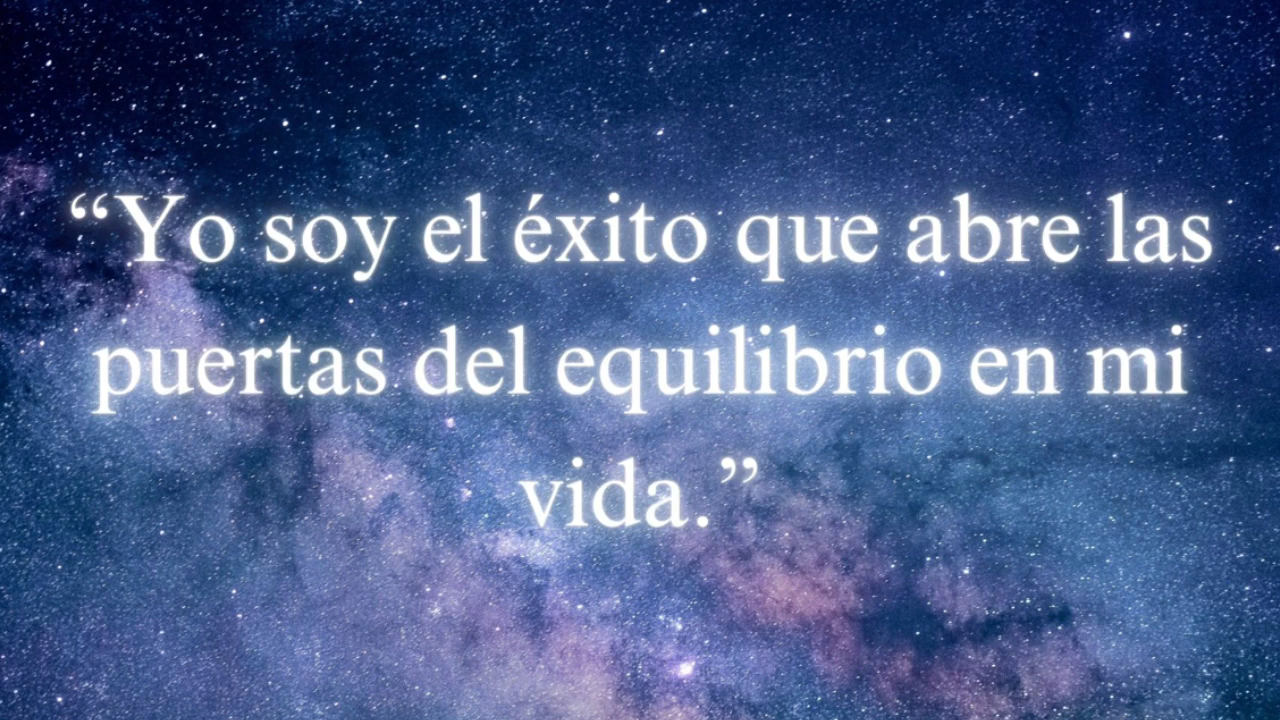 “Yo soy el éxito que abre las
puertas del equilibrio en mi
vida.”